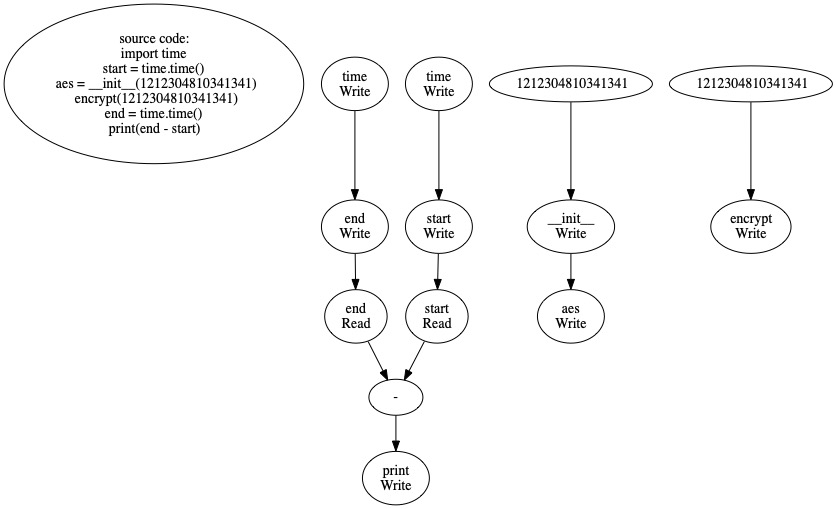 source code:
import time
start = time.time()
aes = __init__(1212304810341341)
encrypt(1212304810341341)
end = time.time()
print(end - start)
time
Write
time
Write
1212304810341341
1212304810341341
end
Write
start
Write
__init__
Write
encrypt
Write
end
Read
start
Read
aes
Write
-
print
Write